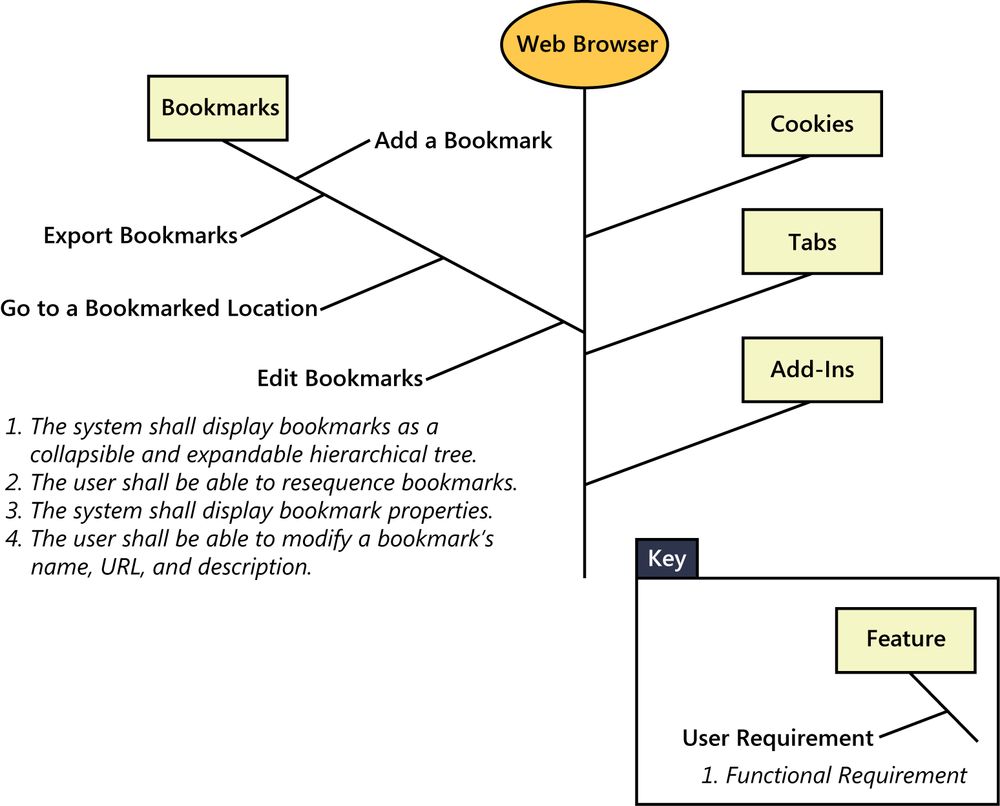 Web Browser
Bookmarks
Add a Bookmark
Export Bookmarks
Go to a Bookmarked Location
Edit Bookmarks
1. The system shall display bookmarks as a
collapsible and expandable hierarchical tree.
2. The user shall be able to resequence bookmarks.
3. The system shall display bookmark properties.
4. The user shall be able to modify a bookmark’s
name, URL, and description.
Cookies
Tabs
Add-Ins
Key
Feature
User Requirement
1. Functional Requirement